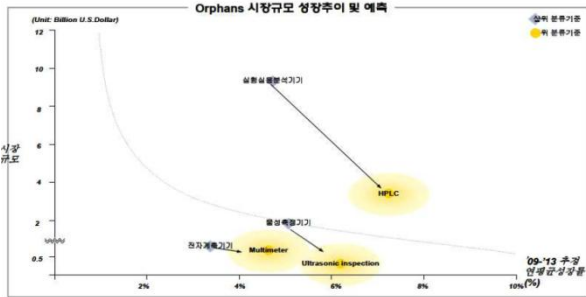 Orphans 시장규모 성장추이 및 예측
(Unit: Billion U.S.Dollar)
상위 분류기준
위 분류기준
12
10
8
6
4
2
0.5
시장
규모
실험실용분석기기
HPLC
물성측정기기
전자계측기기
Multimeter
Ultrasonic inspection
2%
4%
6%
8%
10%
'09-'13 추정
연평균성장률
(%)